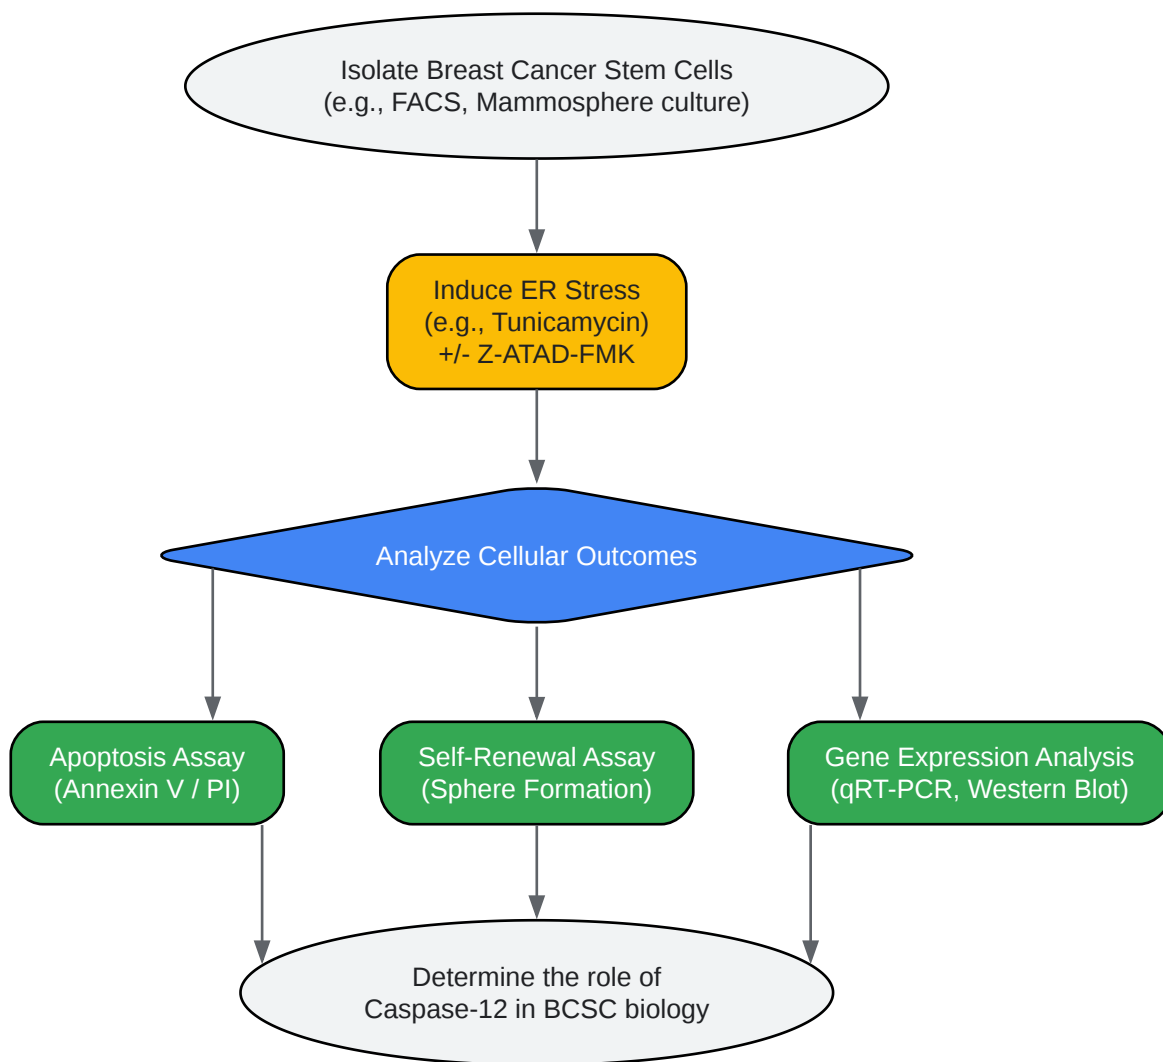 Isolate Breast Cancer Stem Cells
(e.g., FACS, Mammosphere culture)
Induce ER Stress
(e.g., Tunicamycin)
+/- Z-ATAD-FMK
Analyze Cellular Outcomes
Apoptosis Assay
(Annexin V / PI)
Self-Renewal Assay
(Sphere Formation)
Gene Expression Analysis
(qRT-PCR, Western Blot)
Determine the role of
Caspase-12 in BCSC biology